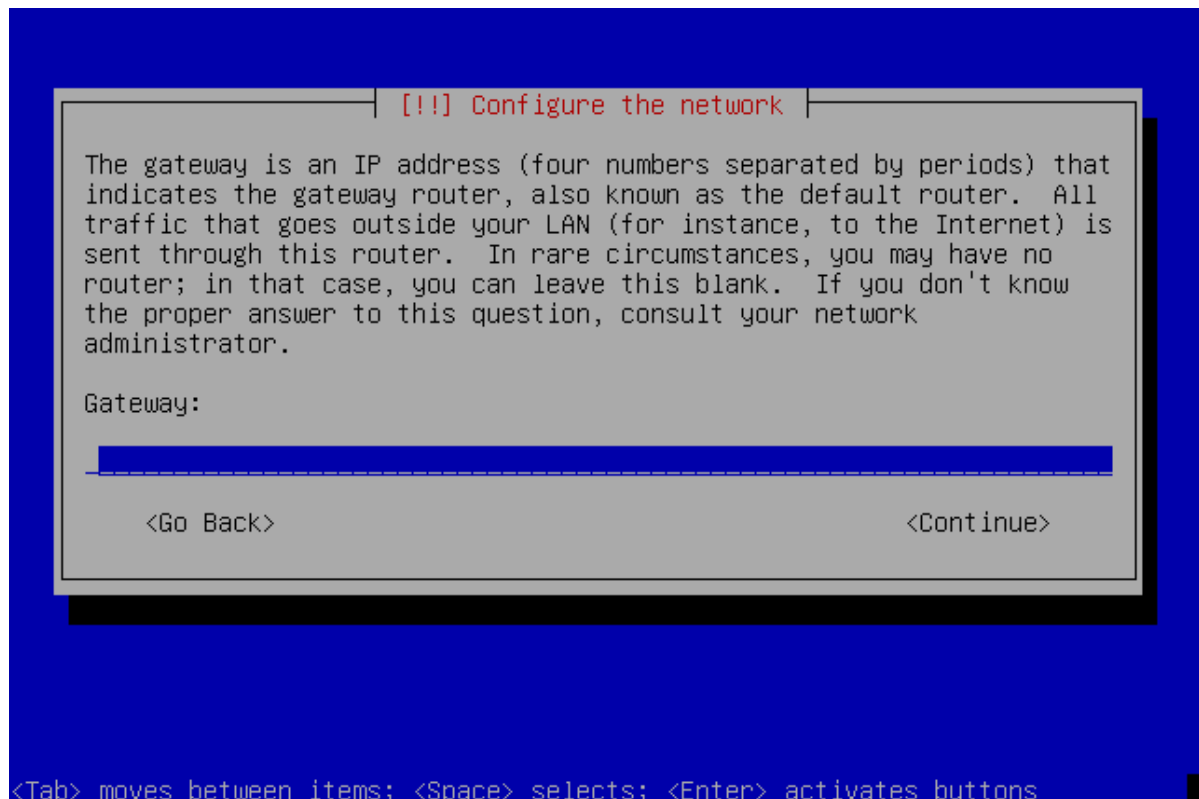 [!!] Configure the network
The gateway is an IP address (four numbers separated by periods) that
indicates the gateway router, also known as the default router.  All
traffic that goes outside your LAN (for instance, to the Internet) is
sent through this router.  In rare circumstances, you may have no
router; in that case, you can leave this blank.  If you don't know
the proper answer to this question, consult your network
administrator.
Gateway:
<Go Back> <Continue>
<Tab> moves between items; <Space> selects; <Enter> activates buttons